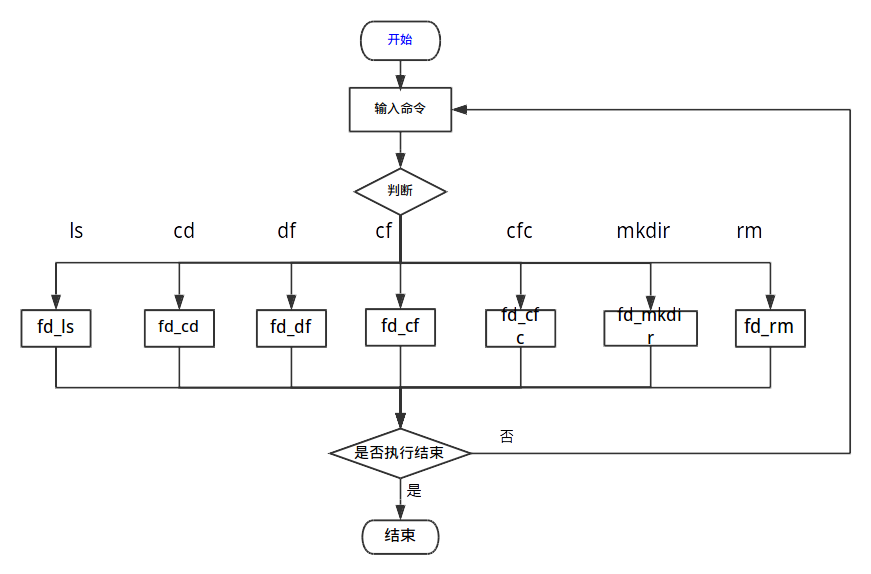 开始
输入命令
判断
ls
cd
df
cf
cfc
mkdir
rm
fd_ls
fd_cd
fd_df
fd_cf
fd_cf
c
fd_mkdi
r
fd_rm
是否执行结束
否
是
结束